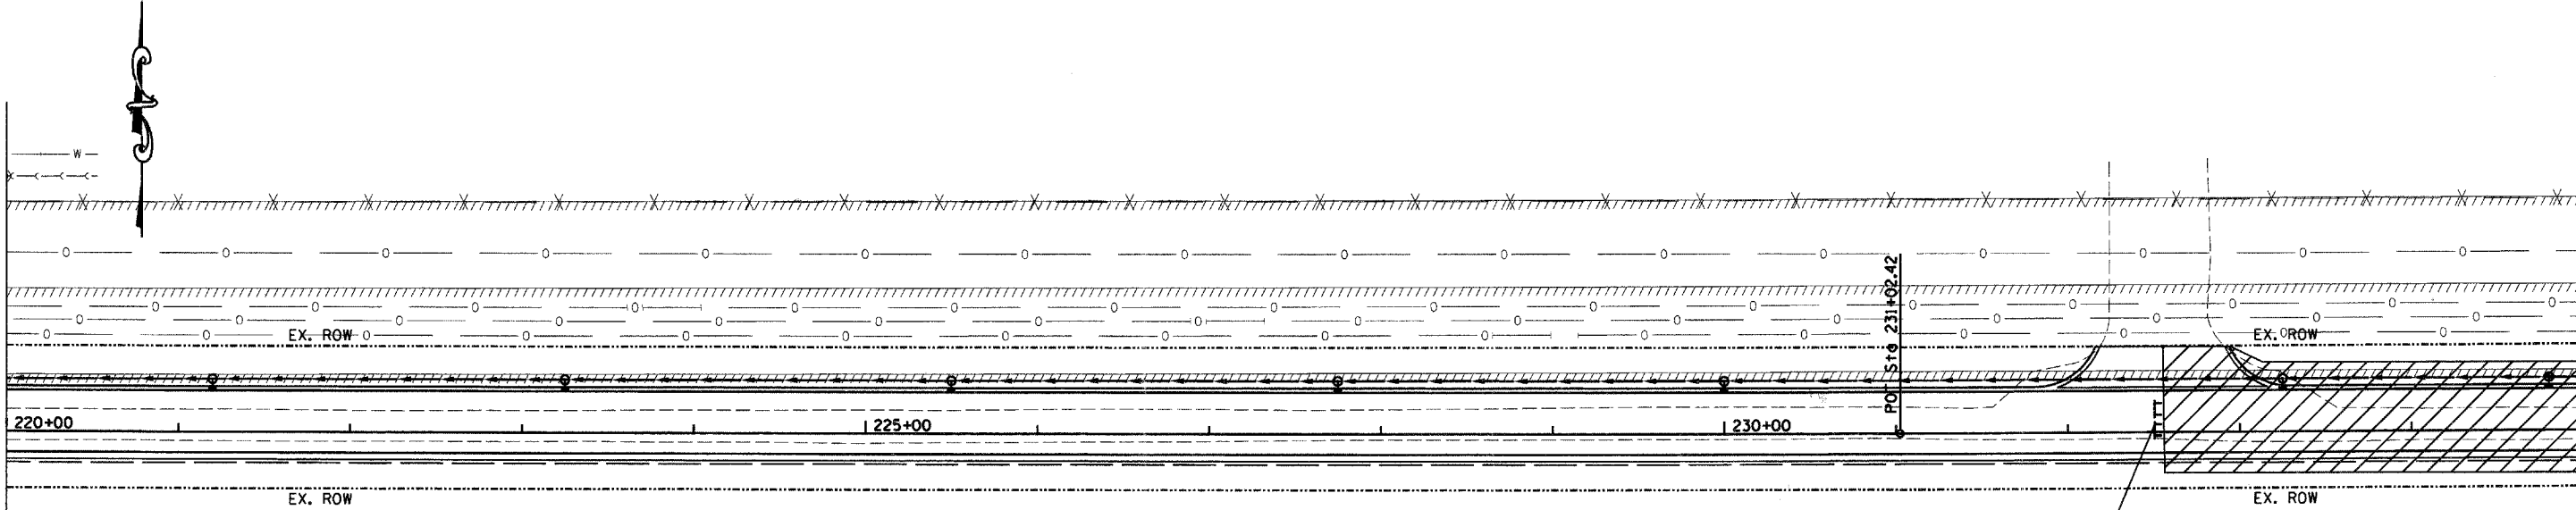 W
EX. ROW
EX. ROW
POT Sta 231+02.42
220+00
225+00
230+00
EX. ROW
EX. ROW